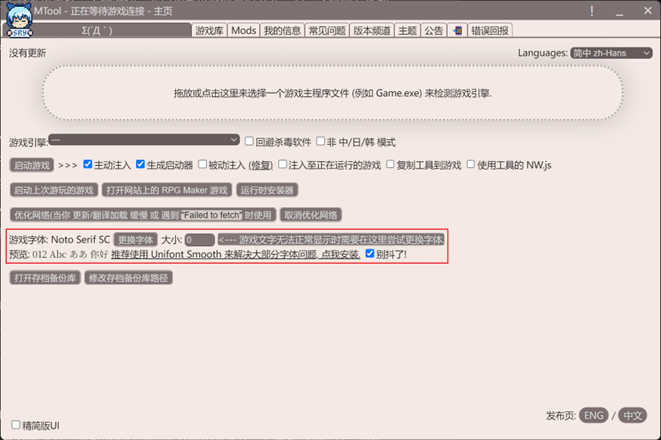 MTool - 正在等待游戏连接 - 主页
SRY
Σ(´Д｀)
游戏库 Mods 我的信息 常见问题 版本频道 主题 公告 错误回报
没有更新
Languages: 简中 zh-Hans
拖放或点击这里来选择一个游戏主程序文件 (例如 Game.exe) 来检测游戏引擎.
游戏引擎: --- 回避杀毒软件 非 中/日/韩 模式
启动游戏 >>> 主动注入 生成启动器 被动注入 (修复) 注入至正在运行的游戏 复制工具到游戏 使用工具的 NW.js
启动上次游玩的游戏 打开网站上的 RPG Maker 游戏 运行时安装器
优化网络(当你 更新/翻译加载 缓慢 或 遇到 "Failed to fetch" 时使用 取消优化网络
游戏字体: Noto Serif SC 更换字体 大小: 0 <--- 游戏文字无法正常显示时需要在这里尝试更换字体.
预览: 012 Abc ああ 你好 推荐使用 Unifont Smooth 来解决大部分字体问题, 点我安装. 别抖了!
打开存档备份库 修改存档备份库路径
发布页: ENG / 中文
精简版UI